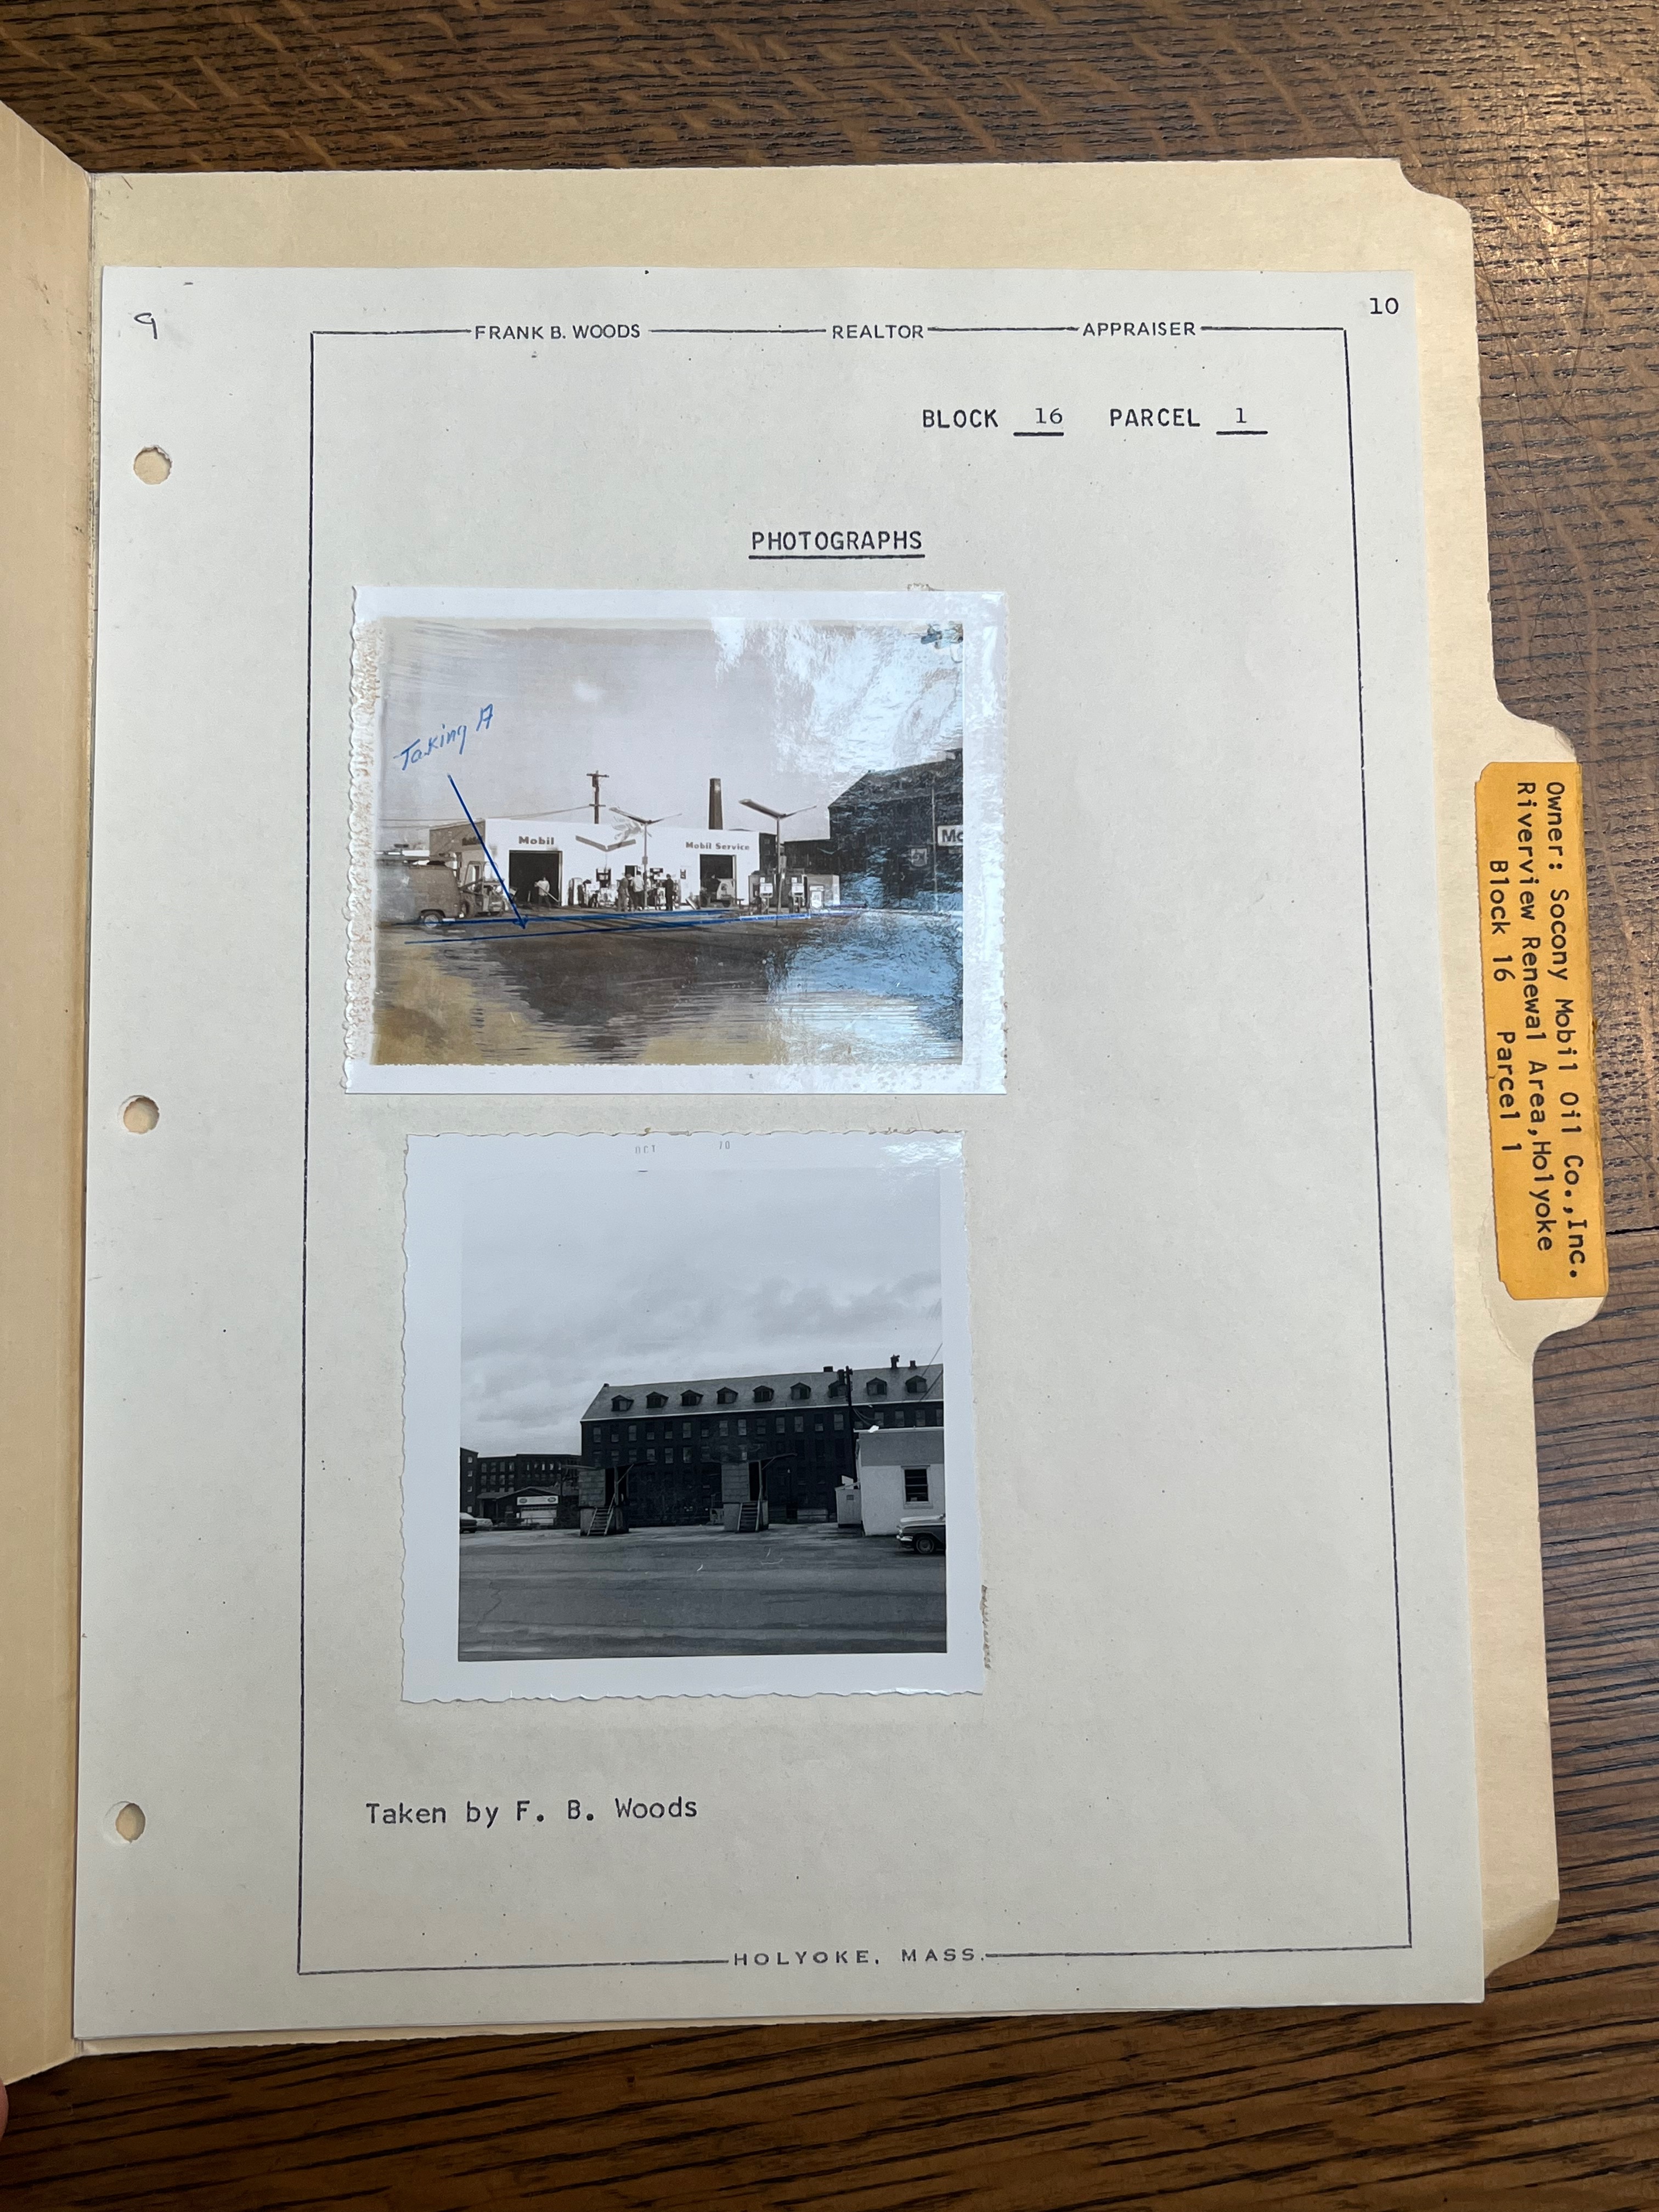 9
10
FRANK B. WOODS REALTOR APPRAISER
BLOCK 16 PARCEL 1
PHOTOGRAPHS
Taking A
Mobil
Mobil Service
OCT 70
Taken by F. B. Woods
HOLYOKE, MASS.
Owner: Socony Mobil Oil Co.,Inc.
Riverview Renewal Area,Holyoke
Block 16 Parcel 1